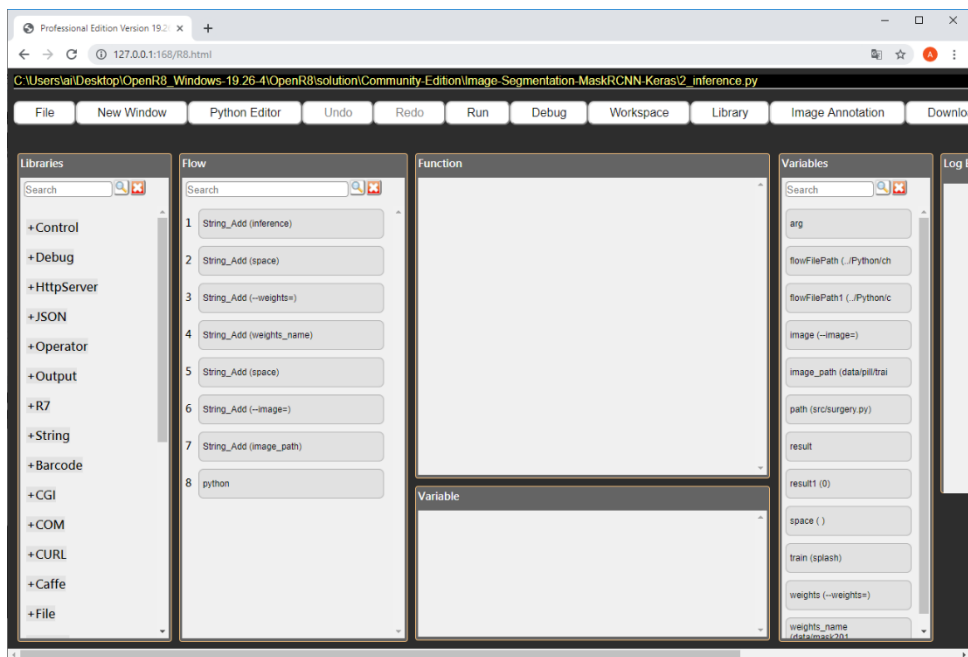 Professional Edition Version 19.2
127.0.0.1:168/R8.html
A
C:\Users\ai\Desktop\OpenR8_Windows-19.26-4\OpenR8\solution\Community-Edition\Image-Segmentation-MaskRCNN-Keras\2_inference.py
File New Window Python Editor Undo Redo Run Debug Workspace Library Image Annotation Downlo
Libraries
Search
+Control
+Debug
+HttpServer
+JSON
+Operator
+Output
+R7
+String
+Barcode
+CGI
+COM
+CURL
+Caffe
+File
Flow
Search
1 String_Add (inference)
2 String_Add (space)
3 String_Add (--weights=)
4 String_Add (weights_name)
5 String_Add (space)
6 String_Add (--image=)
7 String_Add (image_path)
8 python
Function
Variable
Variables
Search
arg
flowFilePath (../Python/ch
flowFilePath1 (../Python/c
image (--image=)
image_path (data/pill/trai
path (src/surgery.py)
result
result1 (0)
space ( )
train (splash)
weights (--weights=)
weights_name
(data/mask201
Log E